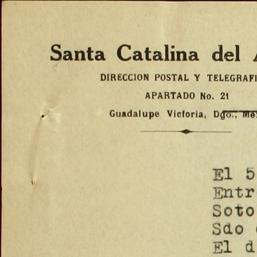 Santa Catalina del
DIRECCION POSTAL Y TELEGRAFI
APARTADO No. 21
Guadalupe Victoria, Dgo., Mex
El 5
Entr
Soto
Sdo
El d